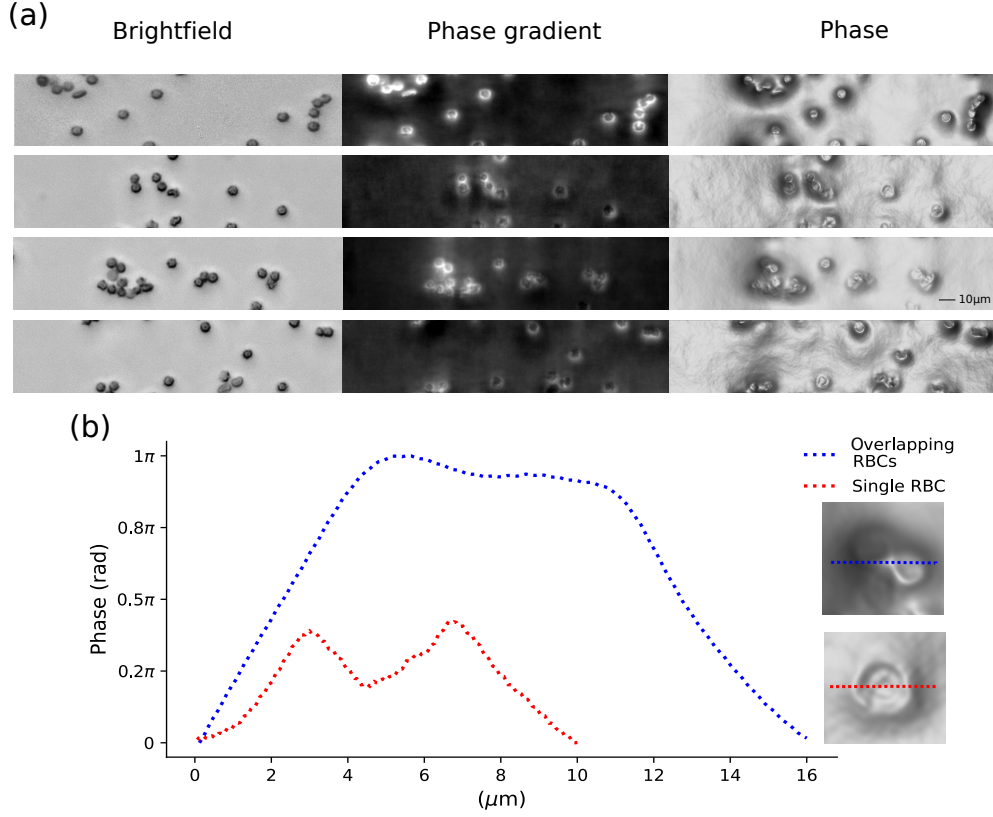 (a)
Brightfield
Phase gradient
Phase
10μm
(b)
Phase (rad)
1π
0.8π
0.5π
0.2π
0
0 2 4 6 8 10 12 14 16
(μm)
Overlapping
RBCs
Single RBC